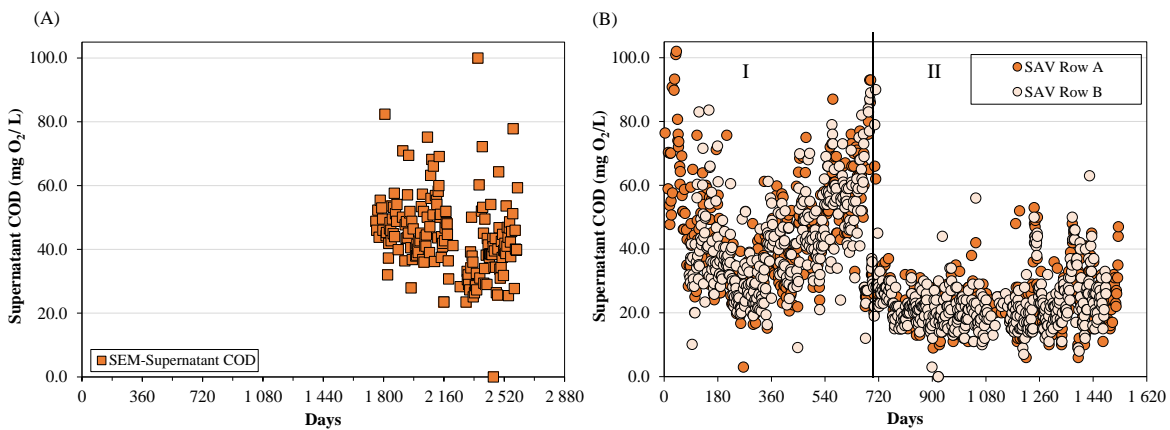 (A)
Supernatant COD (mg O₂/ L)
100.0
80.0
60.0
40.0
20.0
0.0
SEM-Supernatant COD
0 360 720 1 080 1 440 1 800 2 160 2 520 2 880
Days
(B)
Supernatant COD (mg O₂/L)
100.0
80.0
60.0
40.0
20.0
0.0
I
II
SAV Row A
SAV Row B
0 180 360 540 720 900 1 080 1 260 1 440 1 620
Days